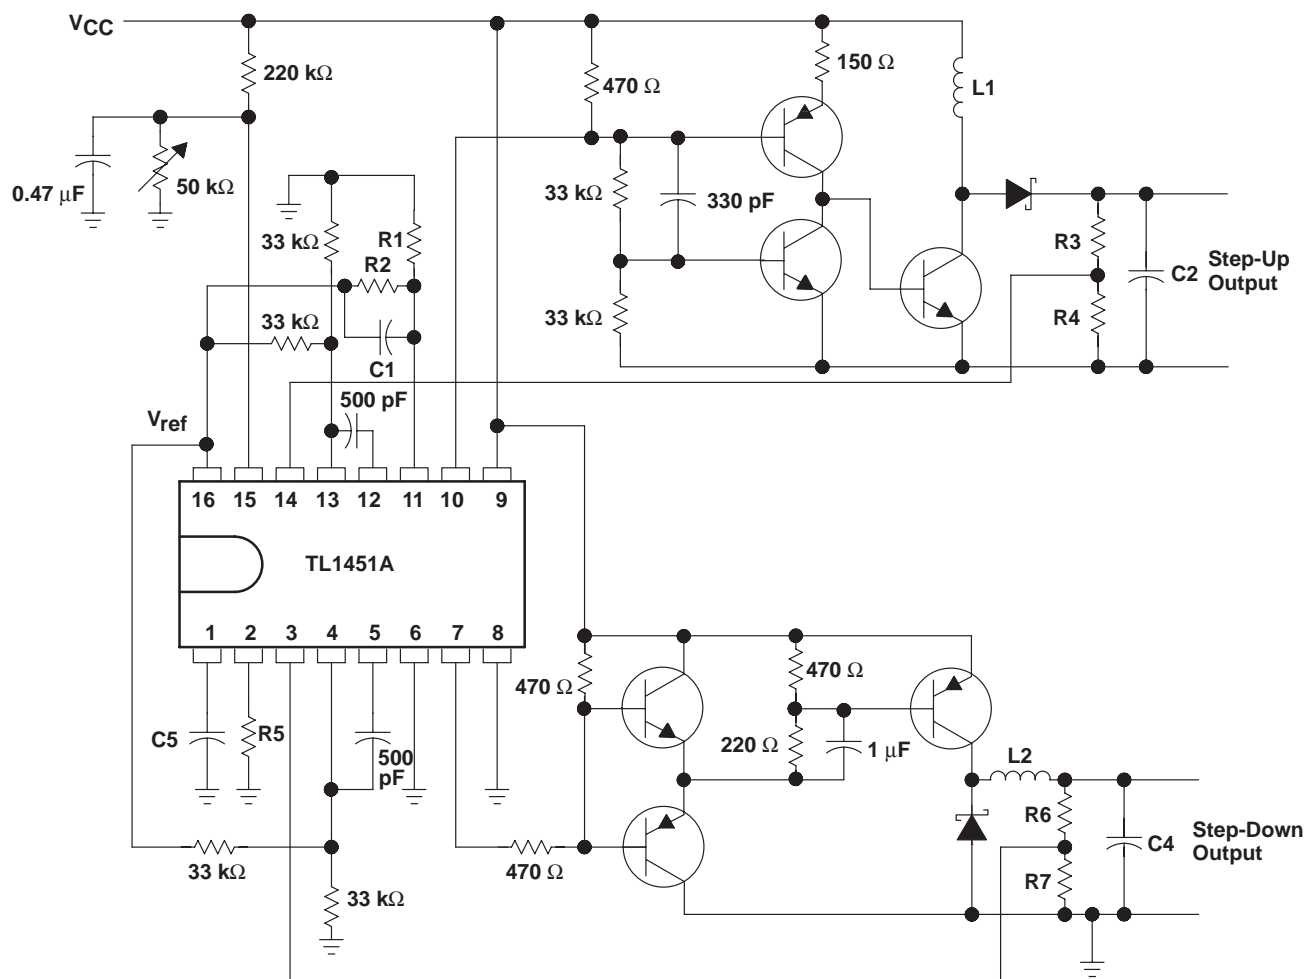 VCC
220 kΩ
470 Ω
150 Ω
L1
0.47 μF
50 kΩ
33 kΩ
330 pF
33 kΩ
R1
R2
R3
C2
Step-Up
Output
33 kΩ
33 kΩ
R4
C1
500 pF
Vref
16 15 14 13 12 11 10 9
TL1451A
1 2 3 4 5 6 7 8
470 Ω
470 Ω
C5
R5
500
pF
220 Ω
1 μF
L2
R6
C4
Step-Down
Output
33 kΩ
470 Ω
R7
33 kΩ